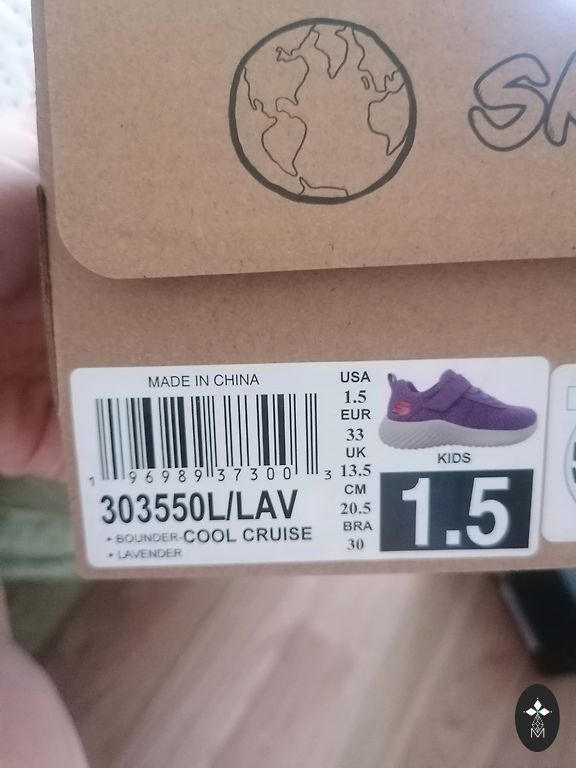 SK
MADE IN CHINA
1 96989 37300 3
303550L/LAV
• BOUNDER-COOL CRUISE
• LAVENDER
USA
1.5
EUR
33
UK
13.5
CM
20.5
BRA
30
KIDS
1.5
M